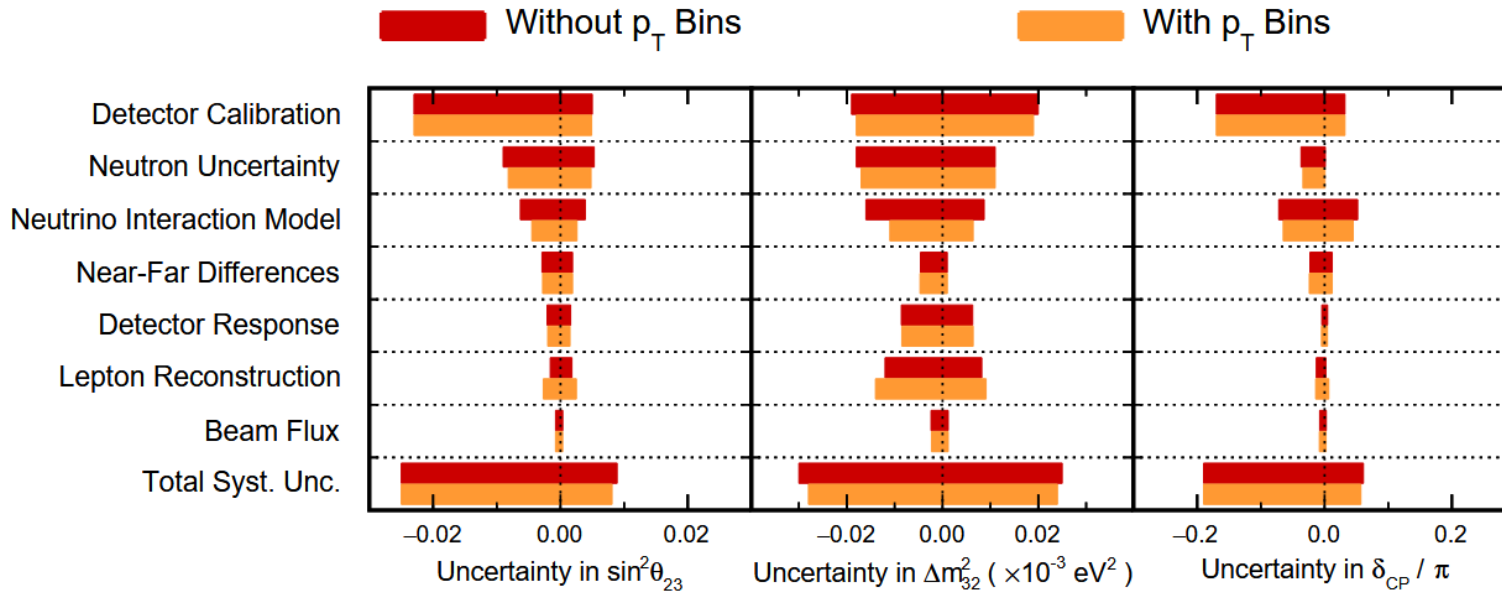 Without p_T Bins
With p_T Bins
Detector Calibration
Neutron Uncertainty
Neutrino Interaction Model
Near-Far Differences
Detector Response
Lepton Reconstruction
Beam Flux
Total Syst. Unc.
−0.02 0.00 0.02
−0.02 0.00 0.02
−0.2 0.0 0.2
Uncertainty in sin²θ₂₃
Uncertainty in Δm²₃₂ ( ×10⁻³ eV² )
Uncertainty in δ_CP / π